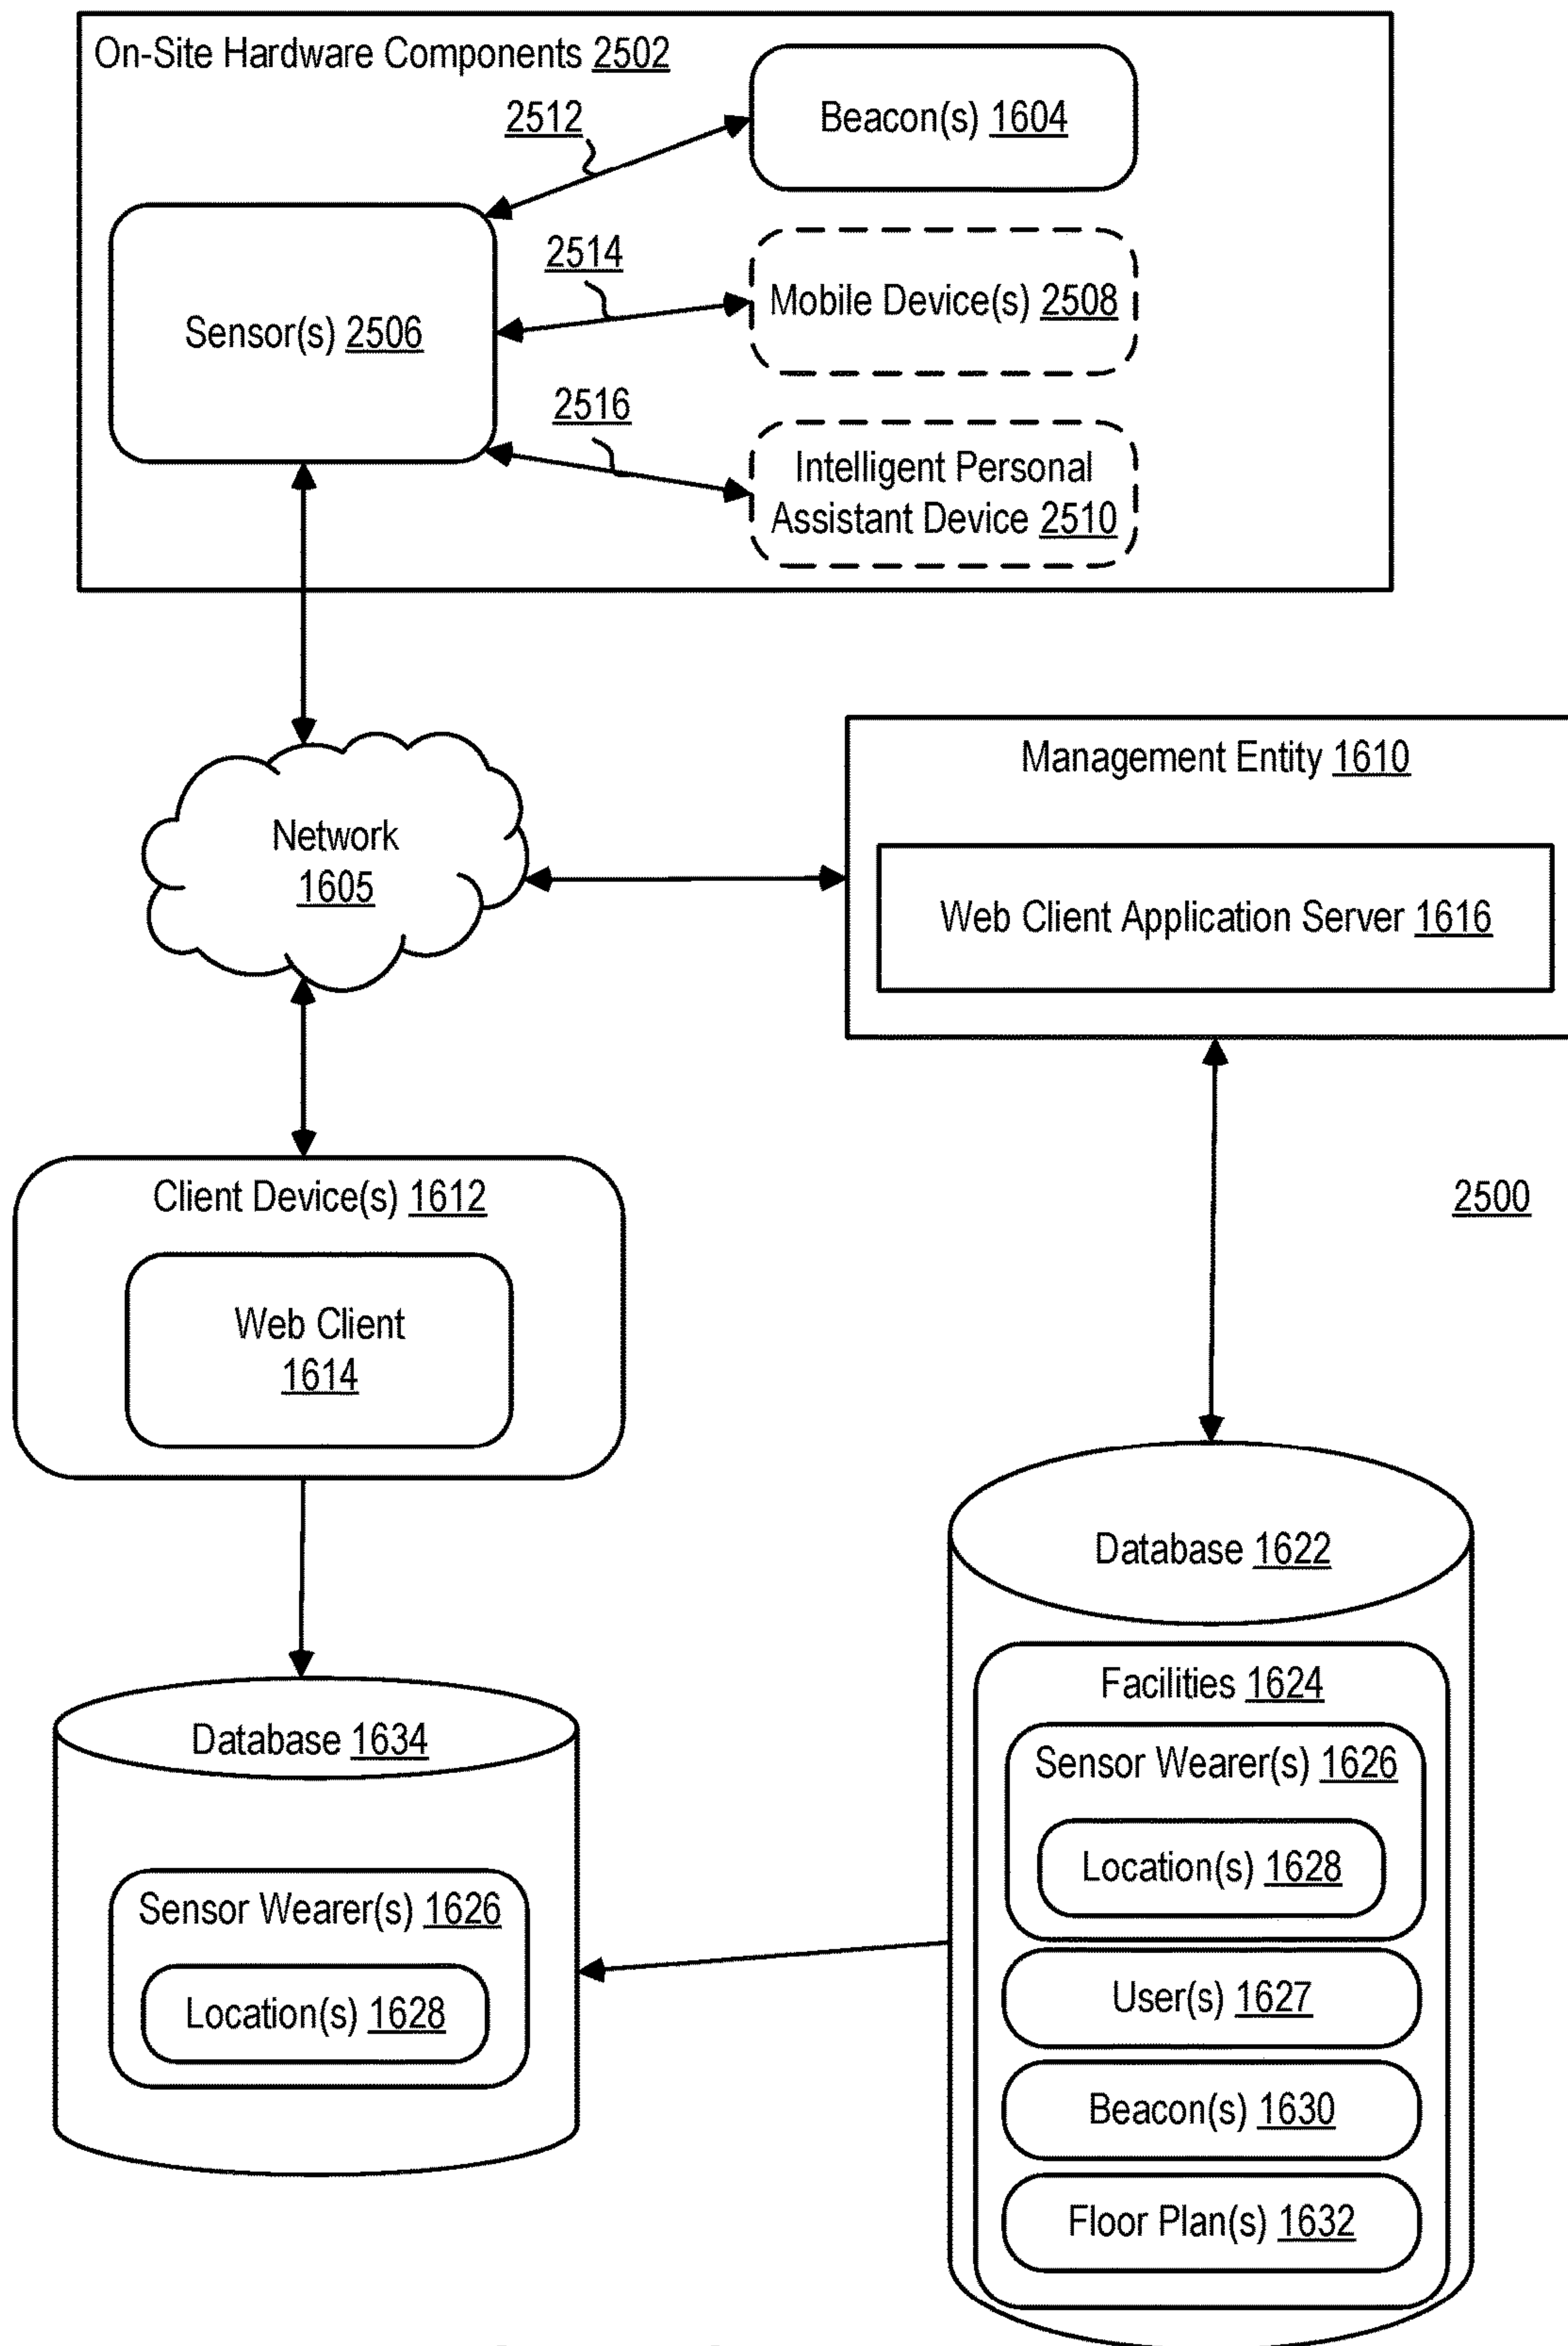 On-Site Hardware Components 2502
2512
Beacon(s) 1604
2514
Mobile Device(s) 2508
Sensor(s) 2506
2516
Intelligent Personal
Assistant Device 2510
Management Entity 1610
Network
1605
Web Client Application Server 1616
Client Device(s) 1612
2500
Web Client
1614
Database 1622
Facilities 1624
Database 1634
Sensor Wearer(s) 1626
Location(s) 1628
Sensor Wearer(s) 1626
Location(s) 1628
User(s) 1627
Beacon(s) 1630
Floor Plan(s) 1632